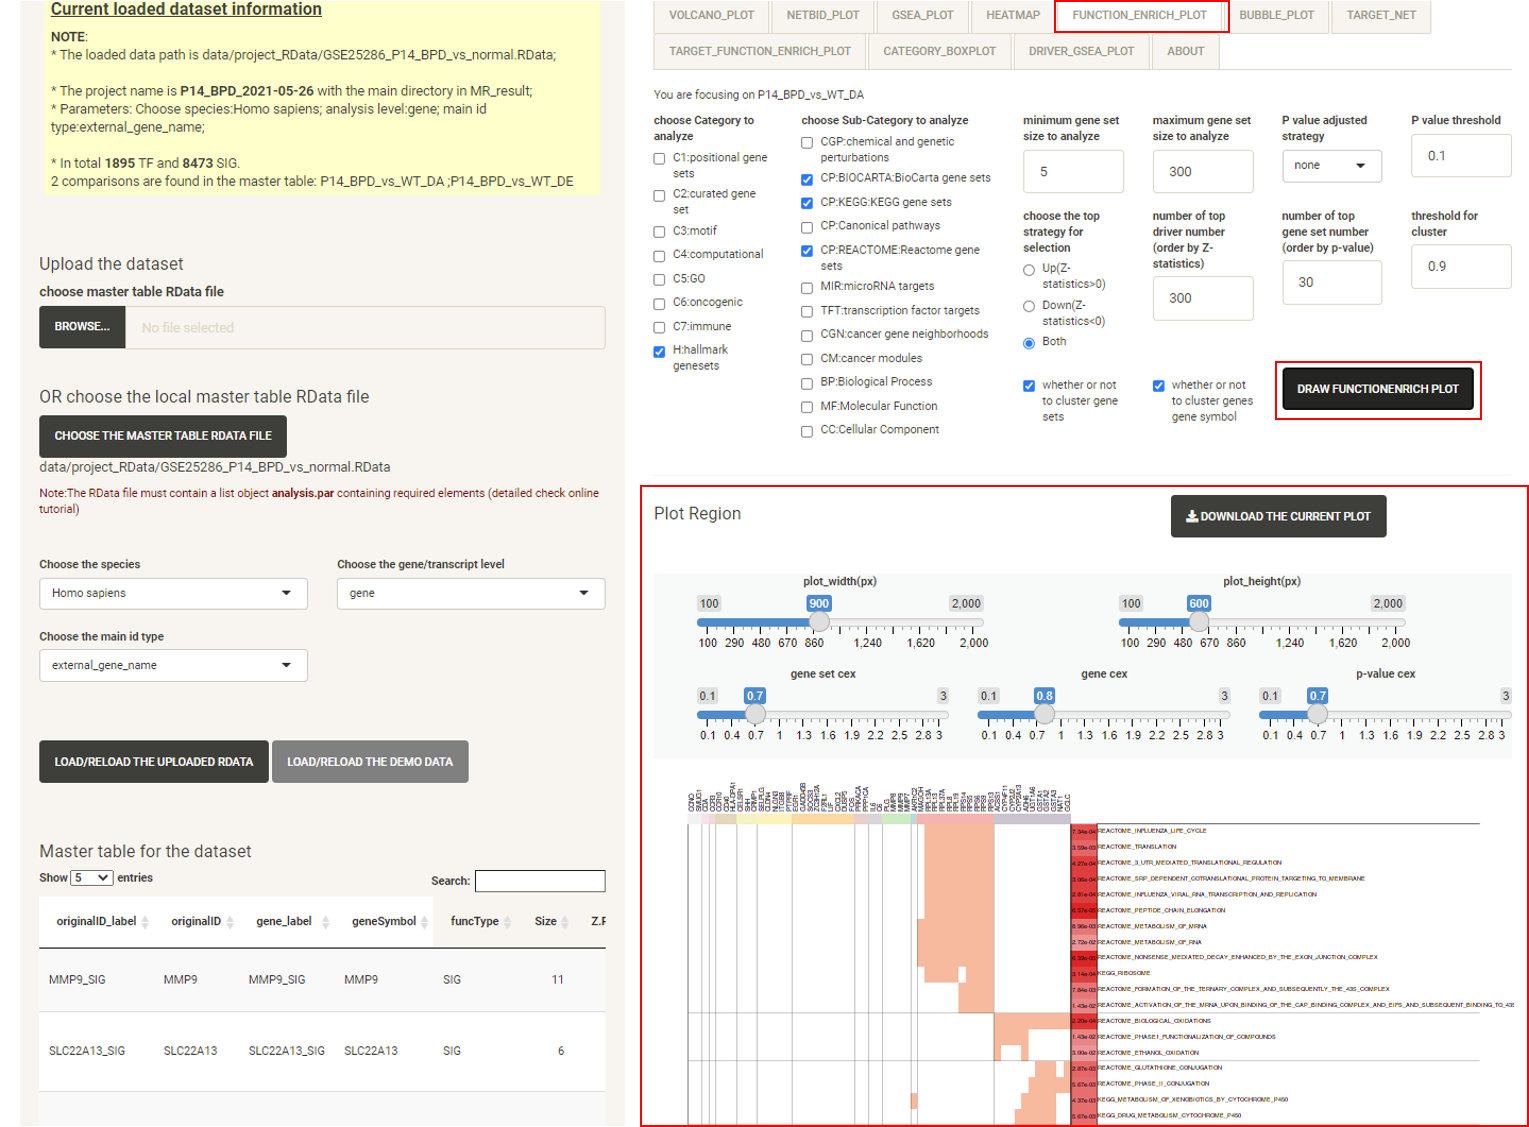 Current loaded dataset information
NOTE:
* The loaded data path is data/project_RData/GSE25286_P14_BPD_vs_normal.RData;
* The project name is P14_BPD_2021-05-26 with the main directory in MR_result;
* Parameters: Choose species:Homo sapiens; analysis level:gene; main id
type:external_gene_name;
* In total 1895 TF and 8473 SIG.
2 comparisons are found in the master table: P14_BPD_vs_WT_DA ;P14_BPD_vs_WT_DE
Upload the dataset
choose master table RData file
BROWSE... No file selected
OR choose the local master table RData file
CHOOSE THE MASTER TABLE RDATA FILE
data/project_RData/GSE25286_P14_BPD_vs_normal.RData
Note:The RData file must contain a list object analysis.par containing required elements (detailed check online
tutorial)
Choose the species Choose the gene/transcript level
Homo sapiens gene
Choose the main id type
external_gene_name
LOAD/RELOAD THE UPLOADED RDATA LOAD/RELOAD THE DEMO DATA
Master table for the dataset
Show 5 entries Search:
originalID_label originalID gene_label geneSymbol funcType Size Z.P
MMP9_SIG MMP9 MMP9_SIG MMP9 SIG 11
SLC22A13_SIG SLC22A13 SLC22A13_SIG SLC22A13 SIG 6
VOLCANO_PLOT NETBID_PLOT GSEA_PLOT HEATMAP FUNCTION_ENRICH_PLOT BUBBLE_PLOT TARGET_NET
TARGET_FUNCTION_ENRICH_PLOT CATEGORY_BOXPLOT DRIVER_GSEA_PLOT ABOUT
You are focusing on P14_BPD_vs_WT_DA
choose Category to
analyze
C1:positional gene
sets
C2:curated gene
set
C3:motif
C4:computational
C5:GO
C6:oncogenic
C7:immune
H:hallmark
genesets
choose Sub-Category to analyze
CGP:chemical and genetic
perturbations
CP:BIOCARTA:BioCarta gene sets
CP:KEGG:KEGG gene sets
CP:Canonical pathways
CP:REACTOME:Reactome gene
sets
MIR:microRNA targets
TFT:transcription factor targets
CGN:cancer gene neighborhoods
CM:cancer modules
BP:Biological Process
MF:Molecular Function
CC:Cellular Component
minimum gene set
size to analyze
5
choose the top
strategy for
selection
Up(Z-
statistics>0)
Down(Z-
statistics<0)
Both
whether or not
to cluster gene
sets
maximum gene set
size to analyze
300
number of top
driver number
(order by Z-
statistics)
300
whether or not
to cluster genes
gene symbol
P value adjusted
strategy
none
number of top
gene set number
(order by p-value)
30
DRAW FUNCTIONENRICH PLOT
P value threshold
0.1
threshold for
cluster
0.9
Plot Region
DOWNLOAD THE CURRENT PLOT
plot_width(px) plot_height(px)
100 900 2,000 100 600 2,000
100 290 480 670 860 1,240 1,620 2,000 100 290 480 670 860 1,240 1,620 2,000
gene set cex gene cex p-value cex
0.1 0.7 3 0.1 0.8 3 0.1 0.7 3
0.1 0.4 0.7 1 1.3 1.6 1.9 2.2 2.5 2.8 3 0.1 0.4 0.7 1 1.3 1.6 1.9 2.2 2.5 2.8 3 0.1 0.4 0.7 1 1.3 1.6 1.9 2.2 2.5 2.8 3
REACTOME_INFLUENZA_LIFE_CYCLE
REACTOME_TRANSLATION
REACTOME_3_UTR_MEDIATED_TRANSLATIONAL_REGULATION
REACTOME_SRP_DEPENDENT_COTRANSLATIONAL_PROTEIN_TARGETING_TO_MEMBRANE
REACTOME_INFLUENZA_VIRAL_RNA_TRANSCRIPTION_AND_REPLICATION
REACTOME_PEPTIDE_CHAIN_ELONGATION
REACTOME_METABOLISM_OF_MRNA
REACTOME_METABOLISM_OF_RNA
REACTOME_NONSENSE_MEDIATED_DECAY_ENHANCED_BY_THE_EXON_JUNCTION_COMPLEX
KEGG_RIBOSOME
REACTOME_FORMATION_OF_THE_TERNARY_COMPLEX_AND_SUBSEQUENTLY_THE_43S_COMPLEX
REACTOME_ACTIVATION_OF_THE_MRNA_UPON_BINDING_OF_THE_CAP_BINDING_COMPLEX_AND_EIFS_AND_SUBSEQUENT_BINDING_TO_43S
REACTOME_BIOLOGICAL_OXIDATIONS
REACTOME_PHASE1_FUNCTIONALIZATION_OF_COMPOUNDS
REACTOME_ETHANOL_OXIDATION
REACTOME_GLUTATHIONE_CONJUGATION
REACTOME_PHASE_II_CONJUGATION
KEGG_METABOLISM_OF_XENOBIOTICS_BY_CYTOCHROME_P450
KEGG_DRUG_METABOLISM_CYTOCHROME_P450